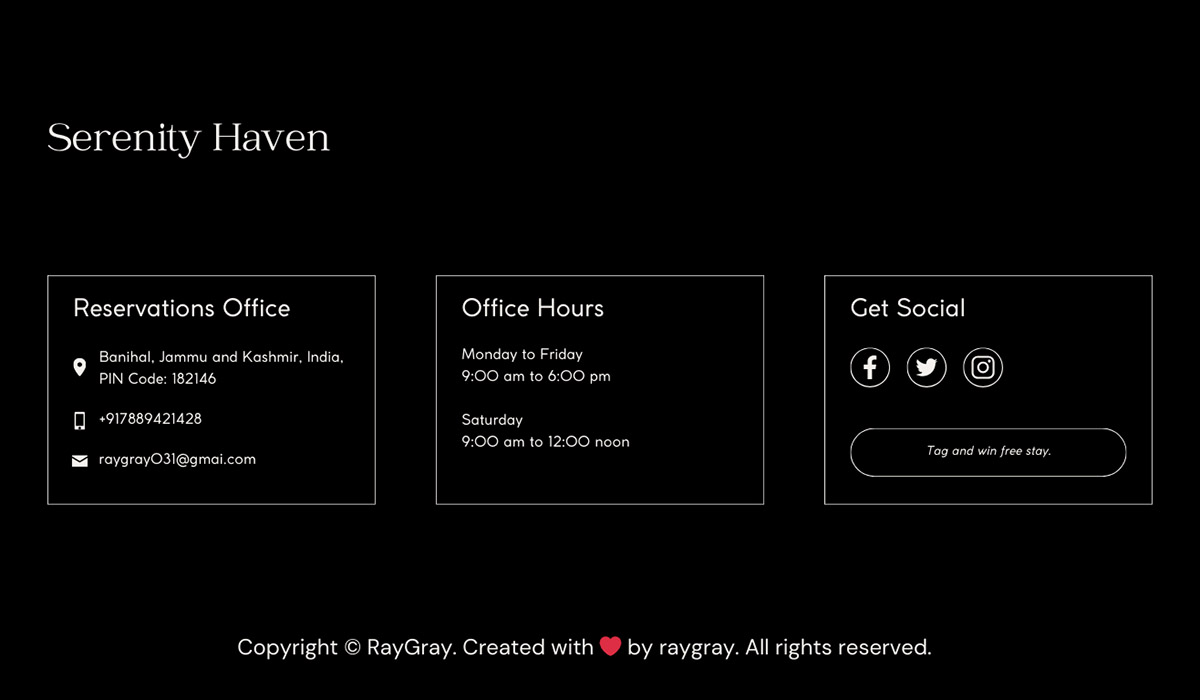 Serenity Haven
Reservations Office
Banihal, Jammu and Kashmir, India,
PIN Code: 182146
+917889421428
raygray031@gmai.com
Office Hours
Monday to Friday
9:00 am to 6:00 pm
Saturday
9:00 am to 12:00 noon
Get Social
Tag and win free stay.
Copyright © RayGray. Created with ❤️ by raygray. All rights reserved.